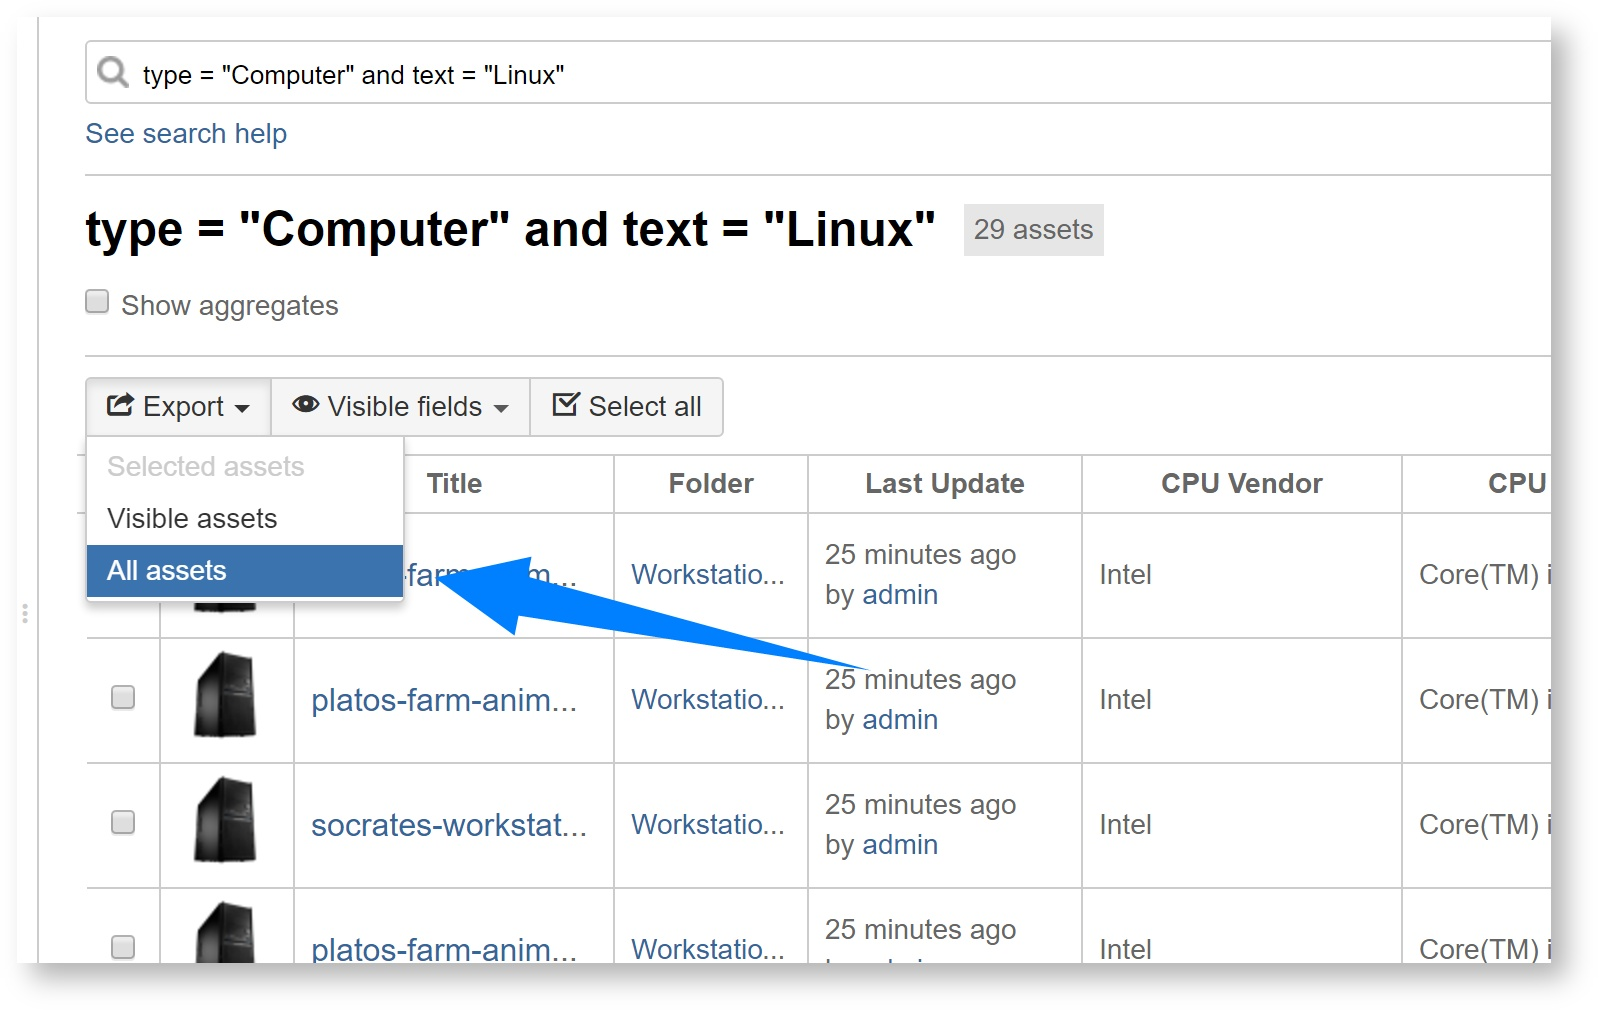 type = "Computer" and text = "Linux"
See search help
type = "Computer" and text = "Linux" 29 assets
Show aggregates
Export Visible fields Select all
Selected assets
Visible assets
All assets
Title Folder Last Update CPU Vendor CPU
Workstatio... 25 minutes ago by admin Intel Core(TM) i
platos-farm-anim... Workstatio... 25 minutes ago by admin Intel Core(TM) i
socrates-workstat... Workstatio... 25 minutes ago by admin Intel Core(TM) i
platos-farm-anim... Workstatio... 25 minutes ago Intel Core(TM) i